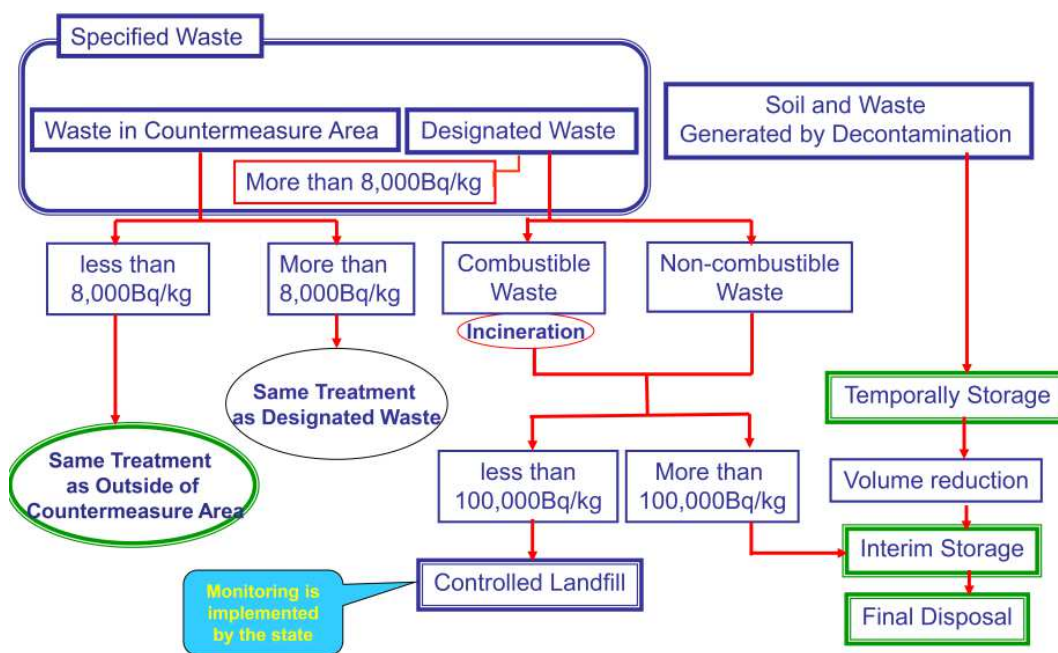 Specified Waste
Waste in Countermeasure Area
Designated Waste
More than 8,000Bq/kg
Soil and Waste
Generated by Decontamination
less than
8,000Bq/kg
More than
8,000Bq/kg
Combustible
Waste
Incineration
Non-combustible
Waste
Same Treatment
as Designated Waste
Same Treatment
as Outside of
Countermeasure Area
less than
100,000Bq/kg
More than
100,000Bq/kg
Temporally Storage
Volume reduction
Interim Storage
Final Disposal
Controlled Landfill
Monitoring is
implemented
by the state